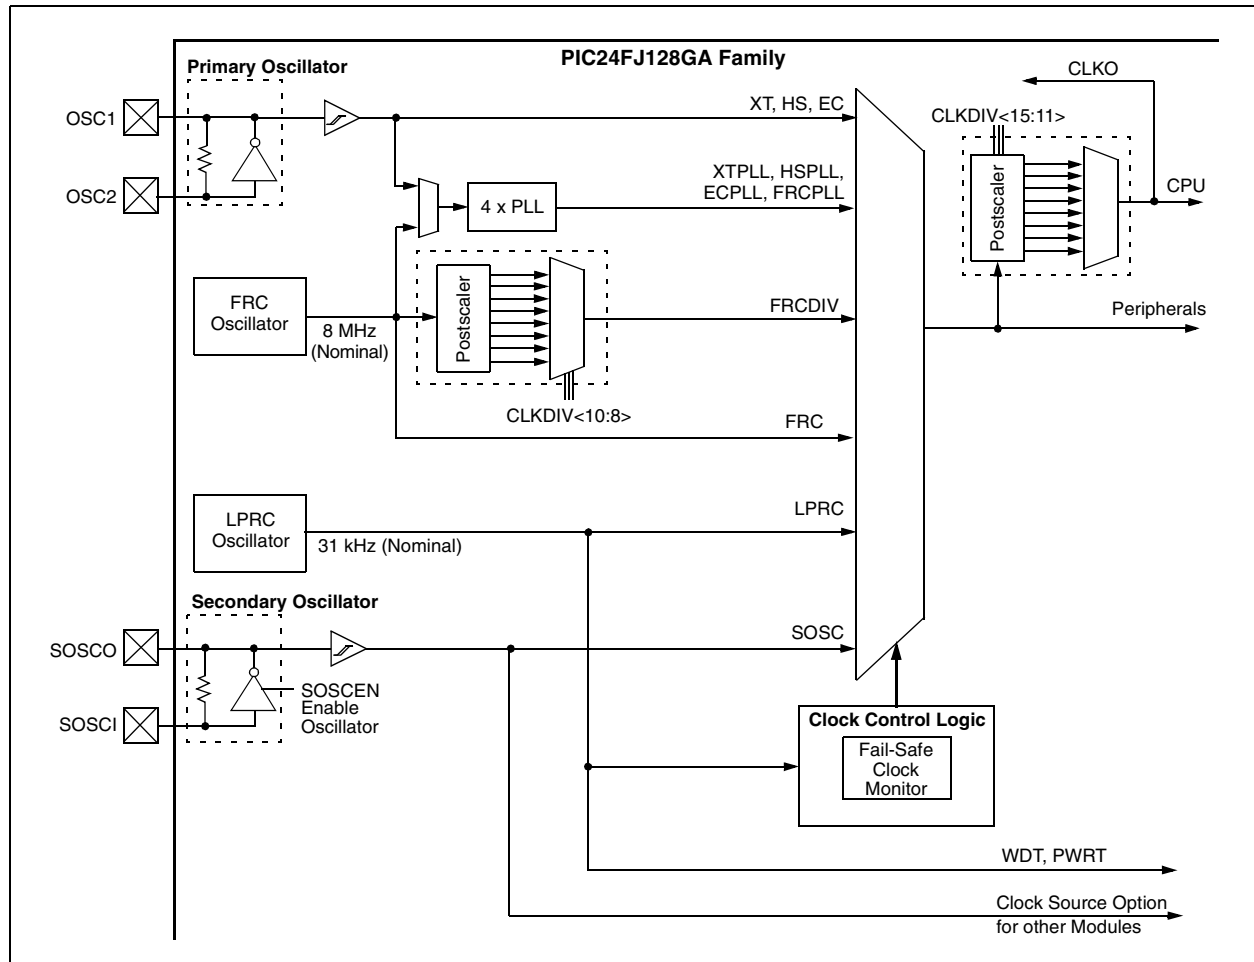 PIC24FJ128GA Family
Primary Oscillator
CLKO
OSC1
XT, HS, EC
CLKDIV<15:11>
XTPLL, HSPLL,
ECPLL, FRCPLL
OSC2
4 x PLL
Postscaler
CPU
FRC
Oscillator
8 MHz
(Nominal)
Postscaler
CLKDIV<10:8>
FRCDIV
Peripherals
FRC
LPRC
Oscillator
31 kHz (Nominal)
LPRC
Secondary Oscillator
SOSCO
SOSC
SOSCEN
Enable
Oscillator
SOSCI
Clock Control Logic
Fail-Safe
Clock
Monitor
WDT, PWRT
Clock Source Option
for other Modules